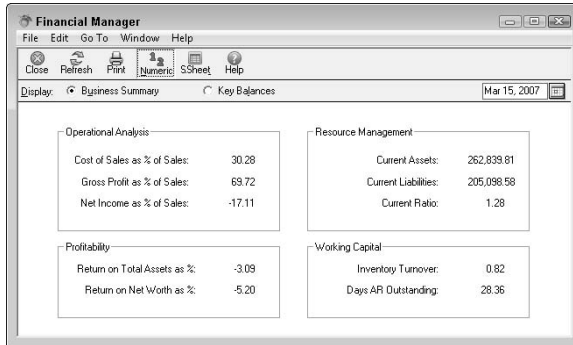 Financial Manager
File Edit Go To Window Help
Close Refresh Print Numeric SSheet Help
Display: Business Summary Key Balances Mar 15, 2007
Operational Analysis
Cost of Sales as % of Sales: 30.28
Gross Profit as % of Sales: 69.72
Net Income as % of Sales: -17.11
Resource Management
Current Assets: 262,839.81
Current Liabilities: 205,098.58
Current Ratio: 1.28
Profitability
Return on Total Assets as %: -3.09
Return on Net Worth as %: -5.20
Working Capital
Inventory Turnover: 0.82
Days AR Outstanding: 28.36